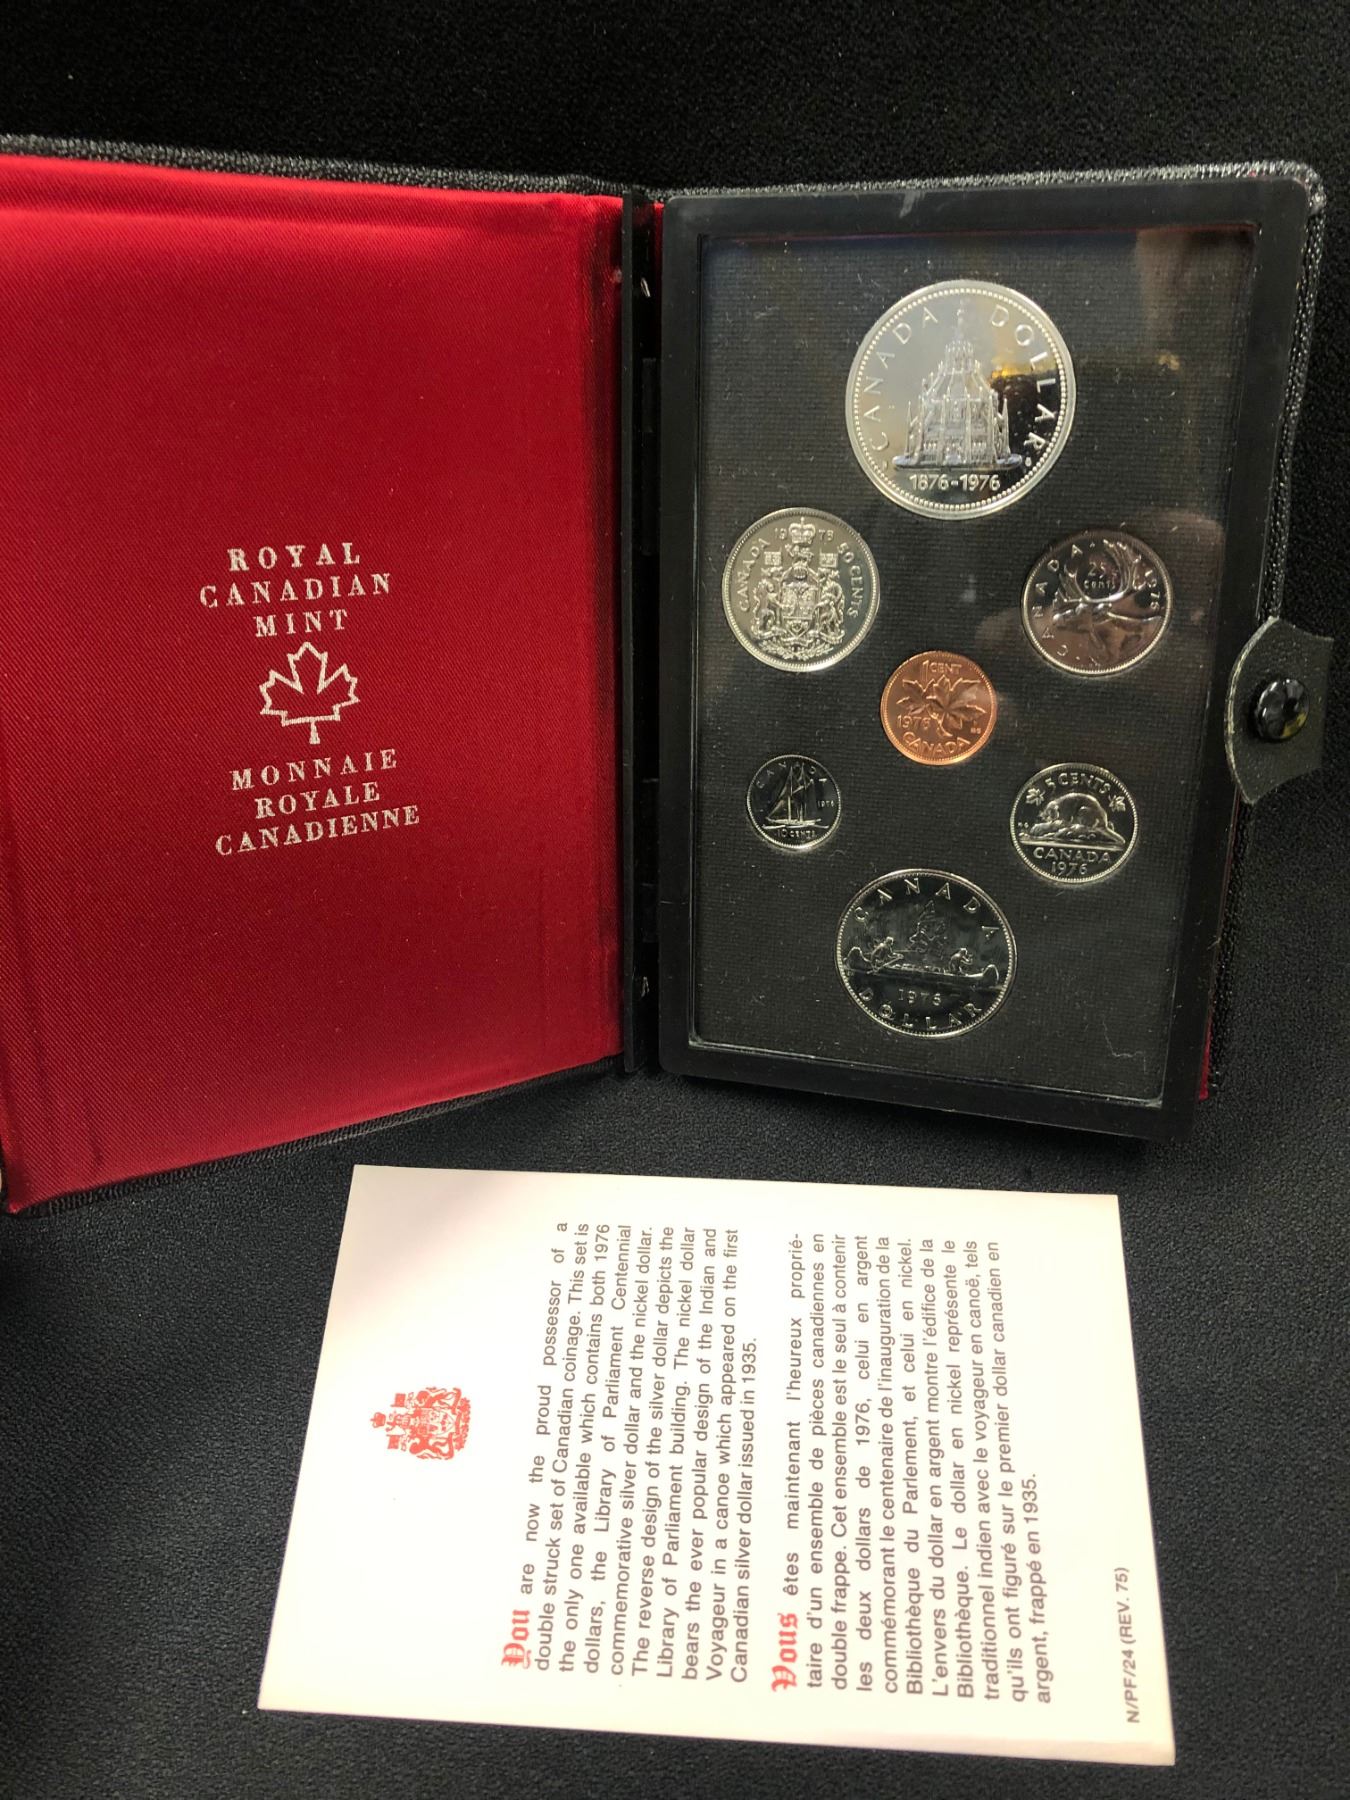 ROYAL
CANADIAN
MINT
MONNAIE
ROYALE
CANADIENNE
CANADA DOLLAR
1876-1976
CANADA 1976 50 CENTS
CANADA 1976
25
cents
1 CENT
1976
CANADA
CANADA
1976
10 CENTS
5 CENTS
CANADA
1976
CANADA
1976
DOLLAR
You are now the proud possessor of a
double struck set of Canadian coinage. This set is
the only one available which contains both 1976
dollars, the Library of Parliament Centennial
commemorative silver dollar and the nickel dollar.
The reverse design of the silver dollar depicts the
Library of Parliament building. The nickel dollar
bears the ever popular design of the Indian and
Voyageur in a canoe which appeared on the first
Canadian silver dollar issued in 1935.
Vous êtes maintenant l'heureux proprié-
taire d'un ensemble de pièces canadiennes en
double frappe. Cet ensemble est le seul à contenir
les deux dollars de 1976, celui en argent
commémorant le centenaire de l'inauguration de la
Bibliothèque du Parlement, et celui en nickel.
L'envers du dollar en argent montre l'édifice de la
Bibliothèque. Le dollar en nickel représente le
traditionnel indien avec le voyageur en canoë, tels
qu'ils ont figuré sur le premier dollar canadien en
argent, frappé en 1935.
N/PF/24 (REV. 75)